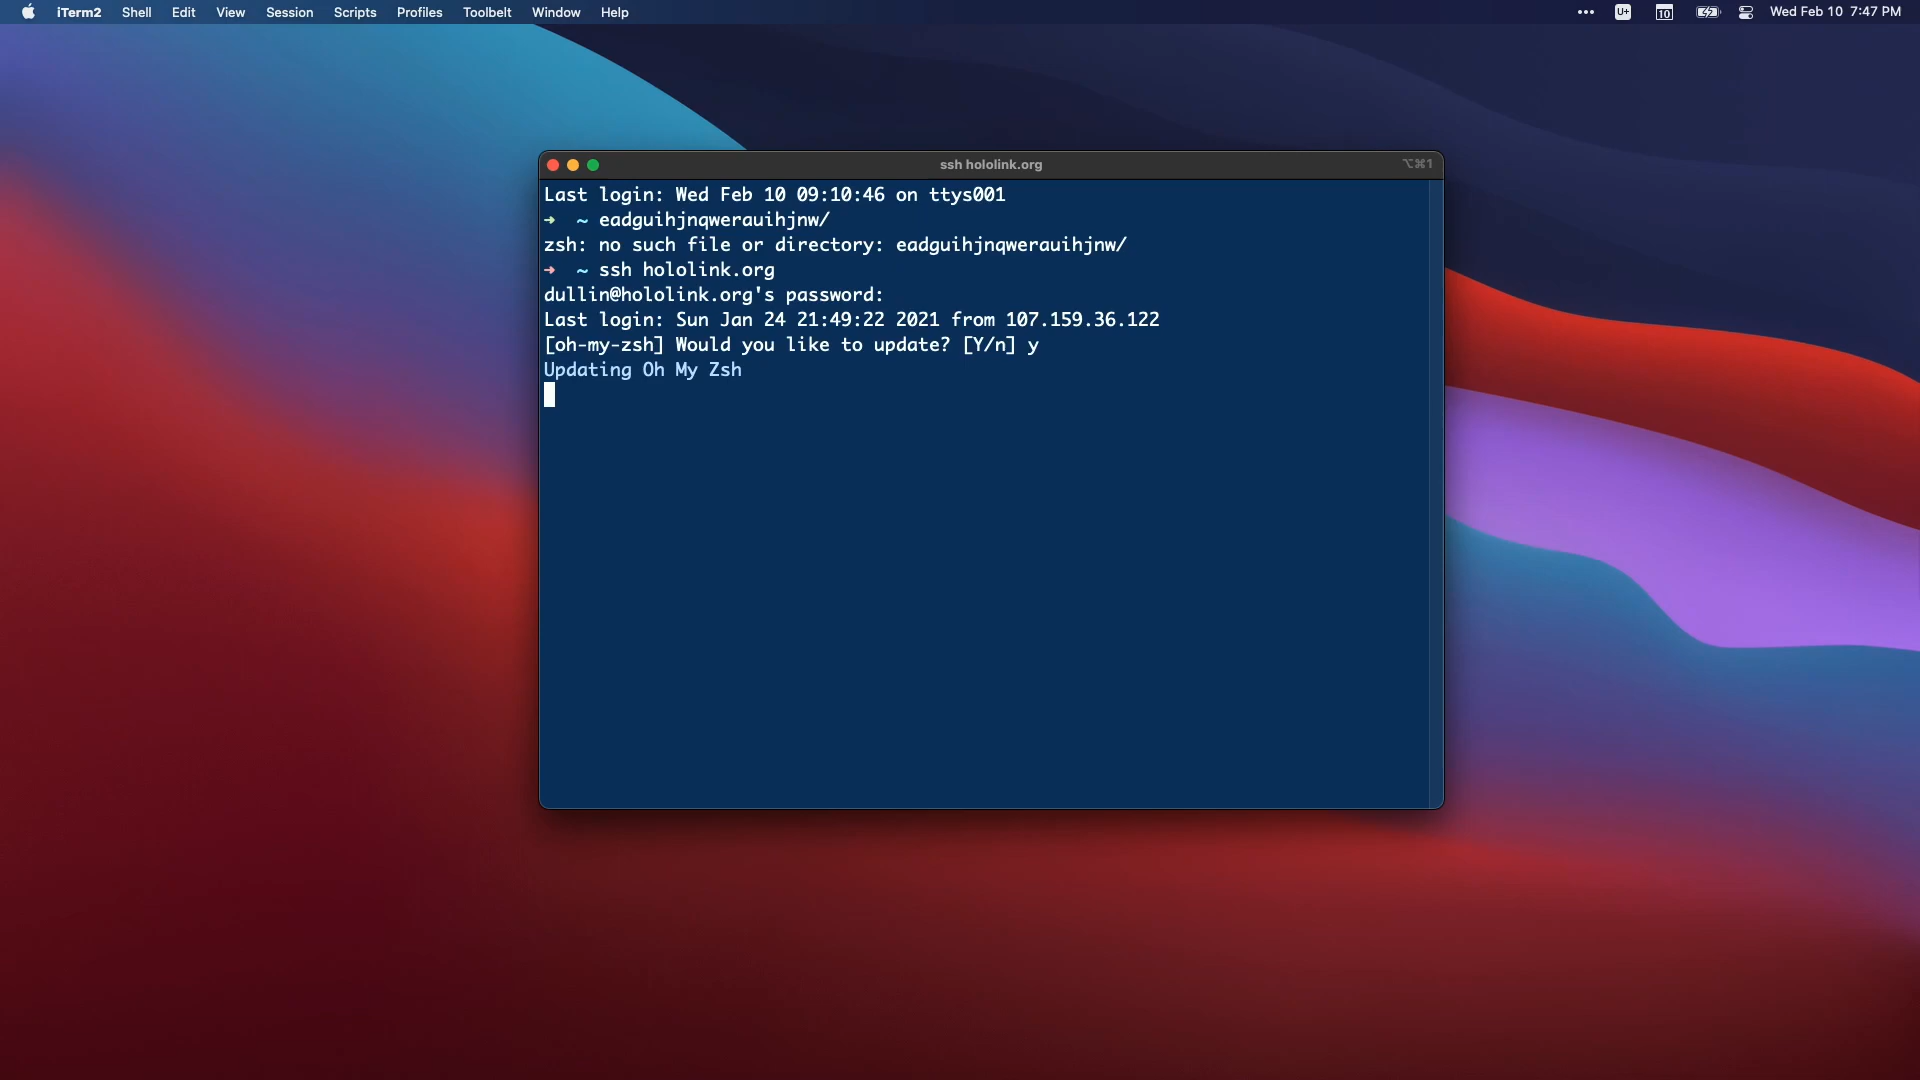 iTerm2 Shell Edit View Session Scripts Profiles Toolbelt Window Help U+ 10 Wed Feb 10 7:47 PM
ssh hololink.org ⌥⌘1
Last login: Wed Feb 10 09:10:46 on ttys001
→ ~ eadguihjnqwerauihjnw/
zsh: no such file or directory: eadguihjnqwerauihjnw/
→ ~ ssh hololink.org
dullin@hololink.org's password:
Last login: Sun Jan 24 21:49:22 2021 from 107.159.36.122
[oh-my-zsh] Would you like to update? [Y/n] y
Updating Oh My Zsh